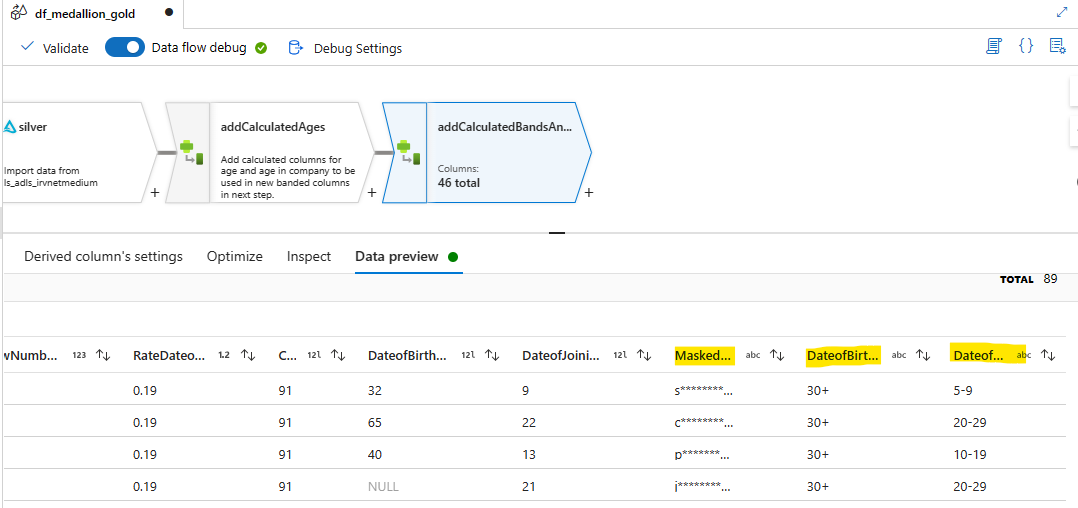 df_medallion_gold
Validate Data flow debug Debug Settings
silver
Import data from
ls_adls_irvnetmedium
+
addCalculatedAges
Add calculated columns for
age and age in company to be
used in new banded columns
in next step.
+
addCalculatedBandsAn...
Columns:
46 total
+
Derived column's settings Optimize Inspect Data preview
TOTAL 89
wNumb... 123 RateDateo... 1.2 C... 12l DateofBirth... 12l DateofJoini... 12l Masked... abc DateofBirt... abc Dateof... abc
0.19 91 32 9 s********... 30+ 5-9
0.19 91 65 22 c********... 30+ 20-29
0.19 91 40 13 p********... 30+ 10-19
0.19 91 NULL 21 i********... 30+ 20-29